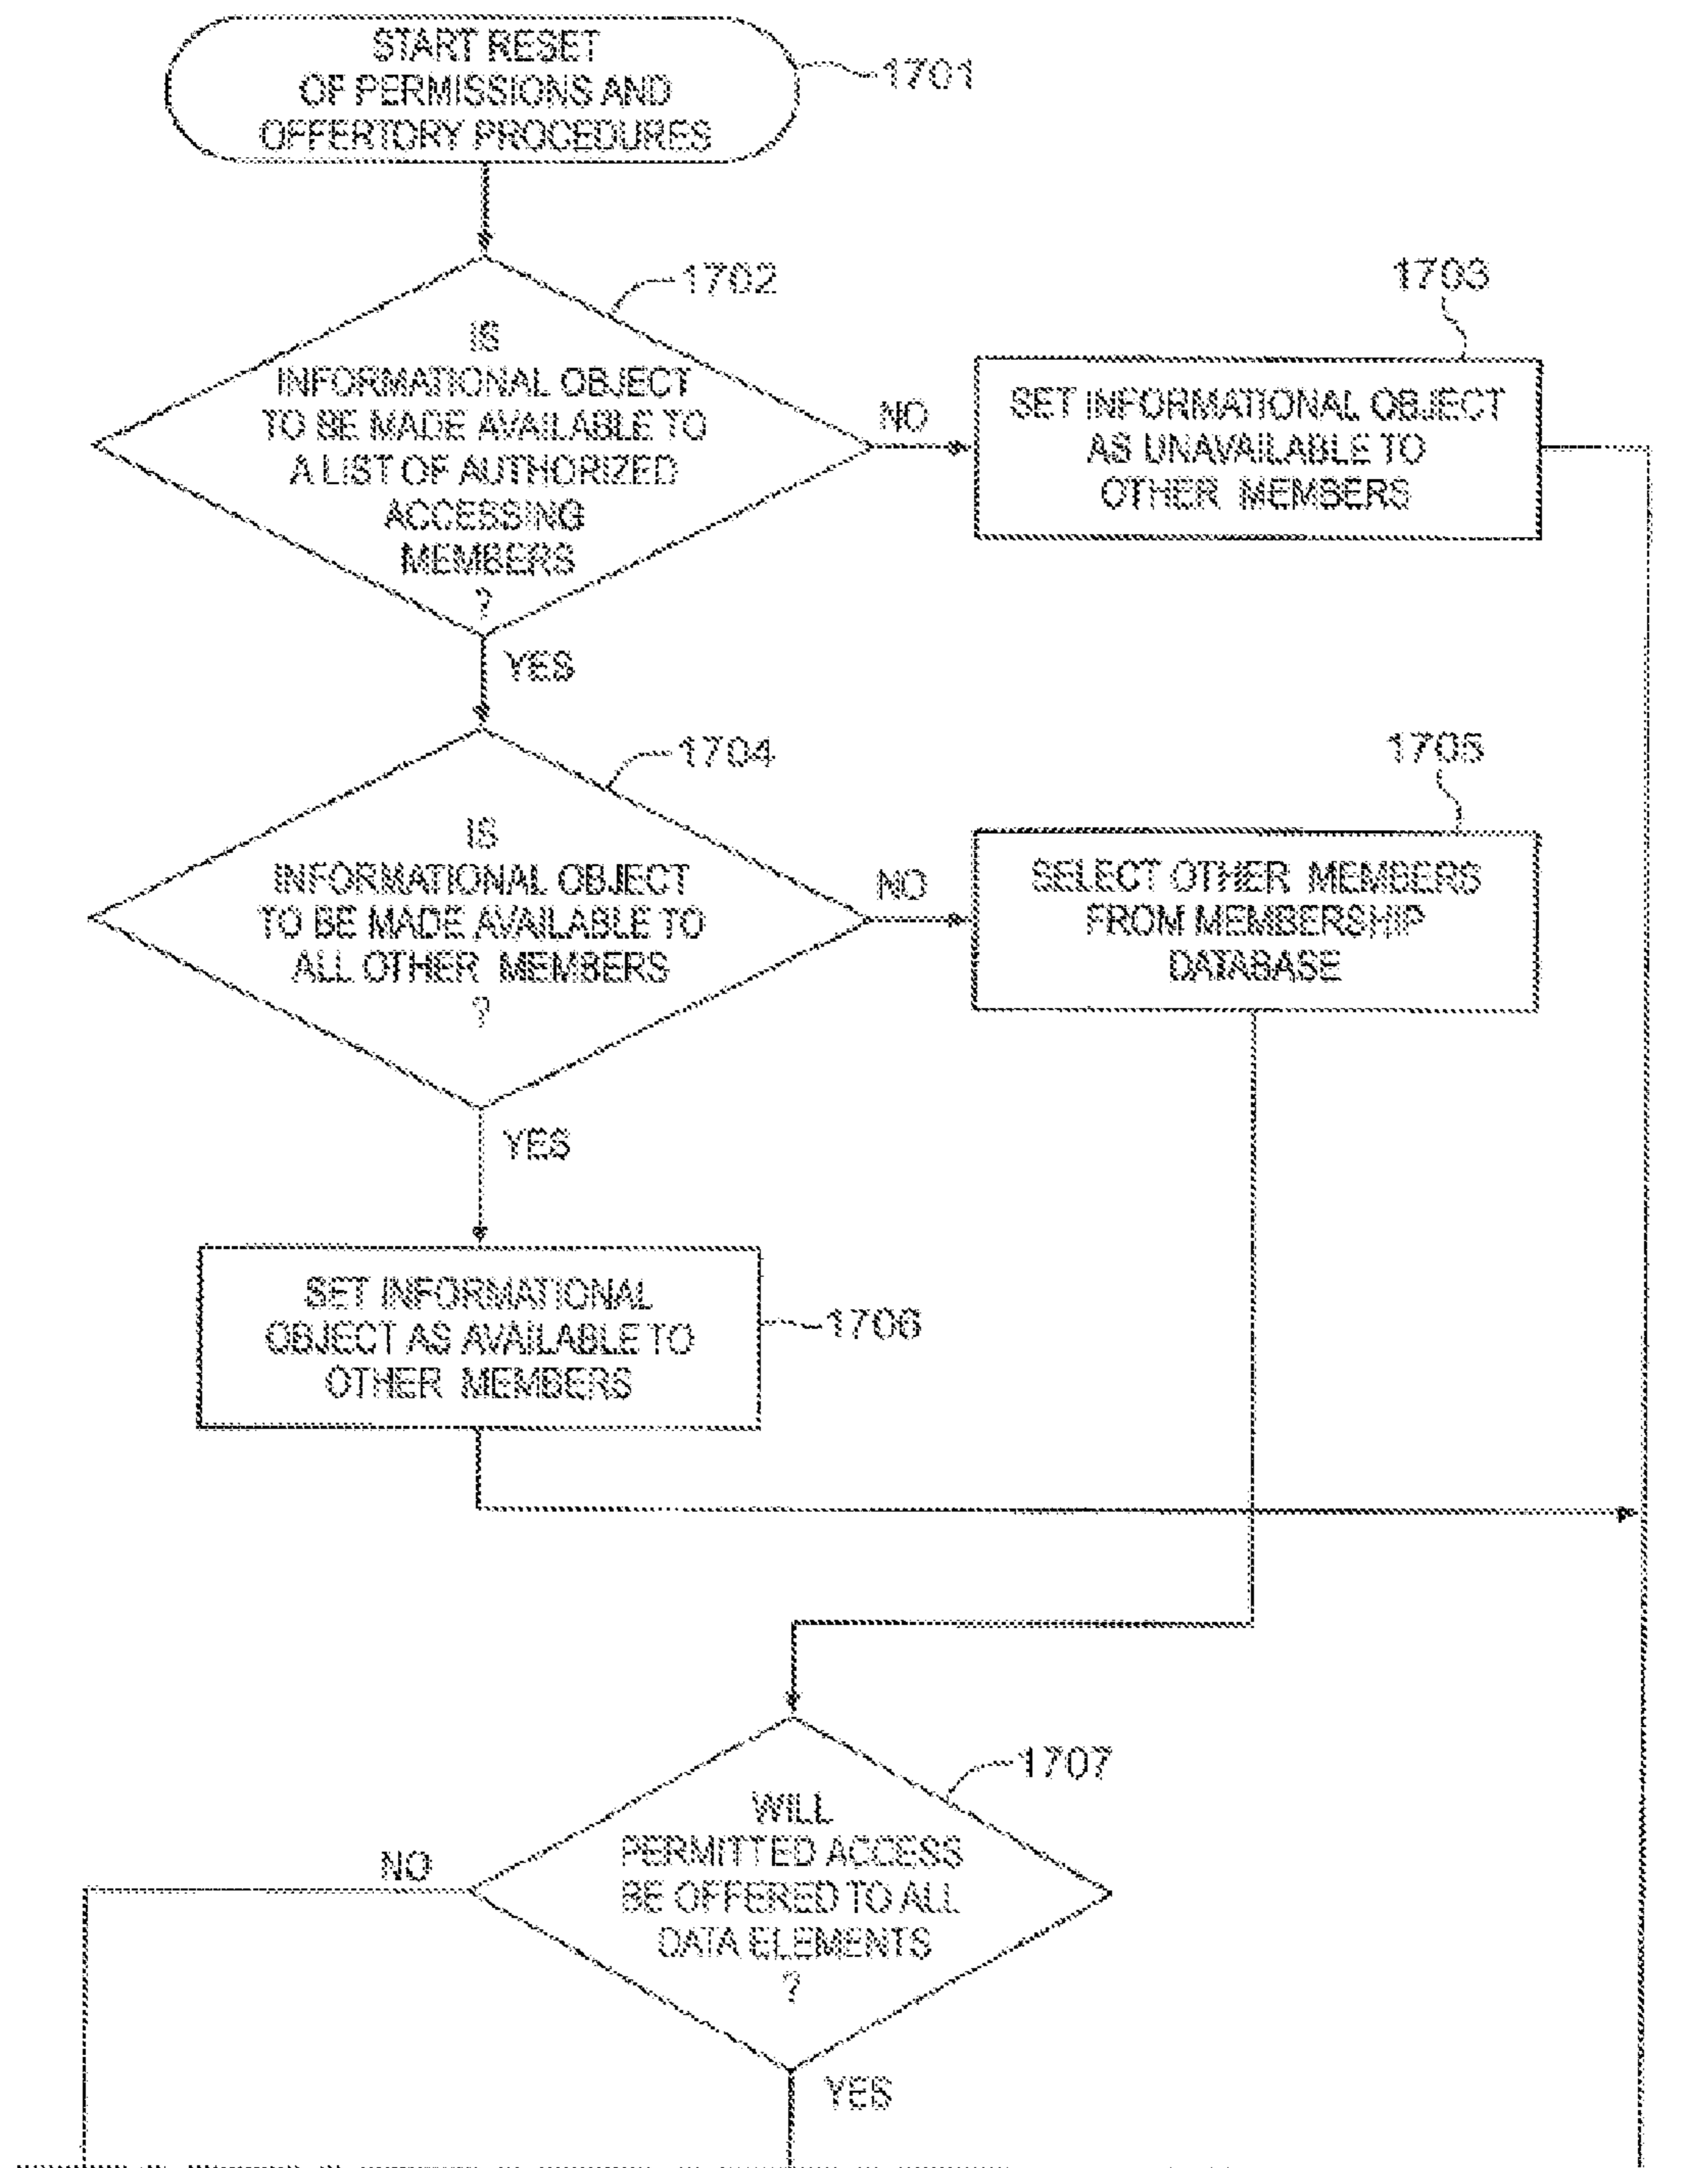 START RESET
OF PERMISSIONS AND
OFFERTORY PROCEDURES
1701
1702
IS
INFORMATIONAL OBJECT
TO BE MADE AVAILABLE TO
A LIST OF AUTHORIZED
ACCESSING
MEMBERS
?
NO
1703
SET INFORMATIONAL OBJECT
AS UNAVAILABLE TO
OTHER MEMBERS
YES
1704
IS
INFORMATIONAL OBJECT
TO BE MADE AVAILABLE TO
ALL OTHER MEMBERS
?
NO
1705
SELECT OTHER MEMBERS
FROM MEMBERSHIP
DATABASE
YES
SET INFORMATIONAL
OBJECT AS AVAILABLE TO
OTHER MEMBERS
1706
1707
WILL
PERMITTED ACCESS
BE OFFERED TO ALL
DATA ELEMENTS
?
NO
YES